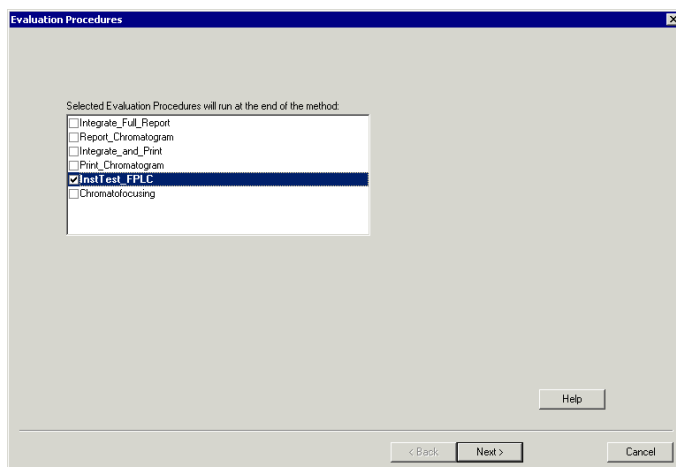 Evaluation Procedures
Selected Evaluation Procedures will run at the end of the method:
Integrate_Full_Report
Report_Chromatogram
Integrate_and_Print
Print_Chromatogram
InstTest_FPLC
Chromatofocusing
Help
< Back Next > Cancel